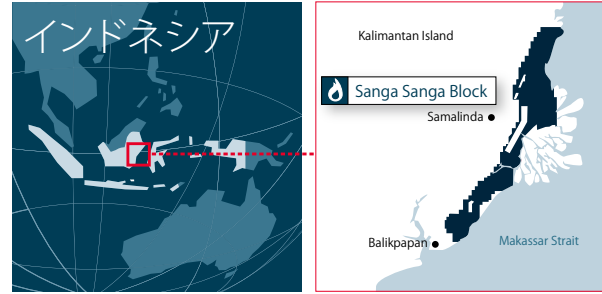 インドネシア
Kalimantan Island
Sanga Sanga Block
Samalinda
Balikpapan
Makassar Strait